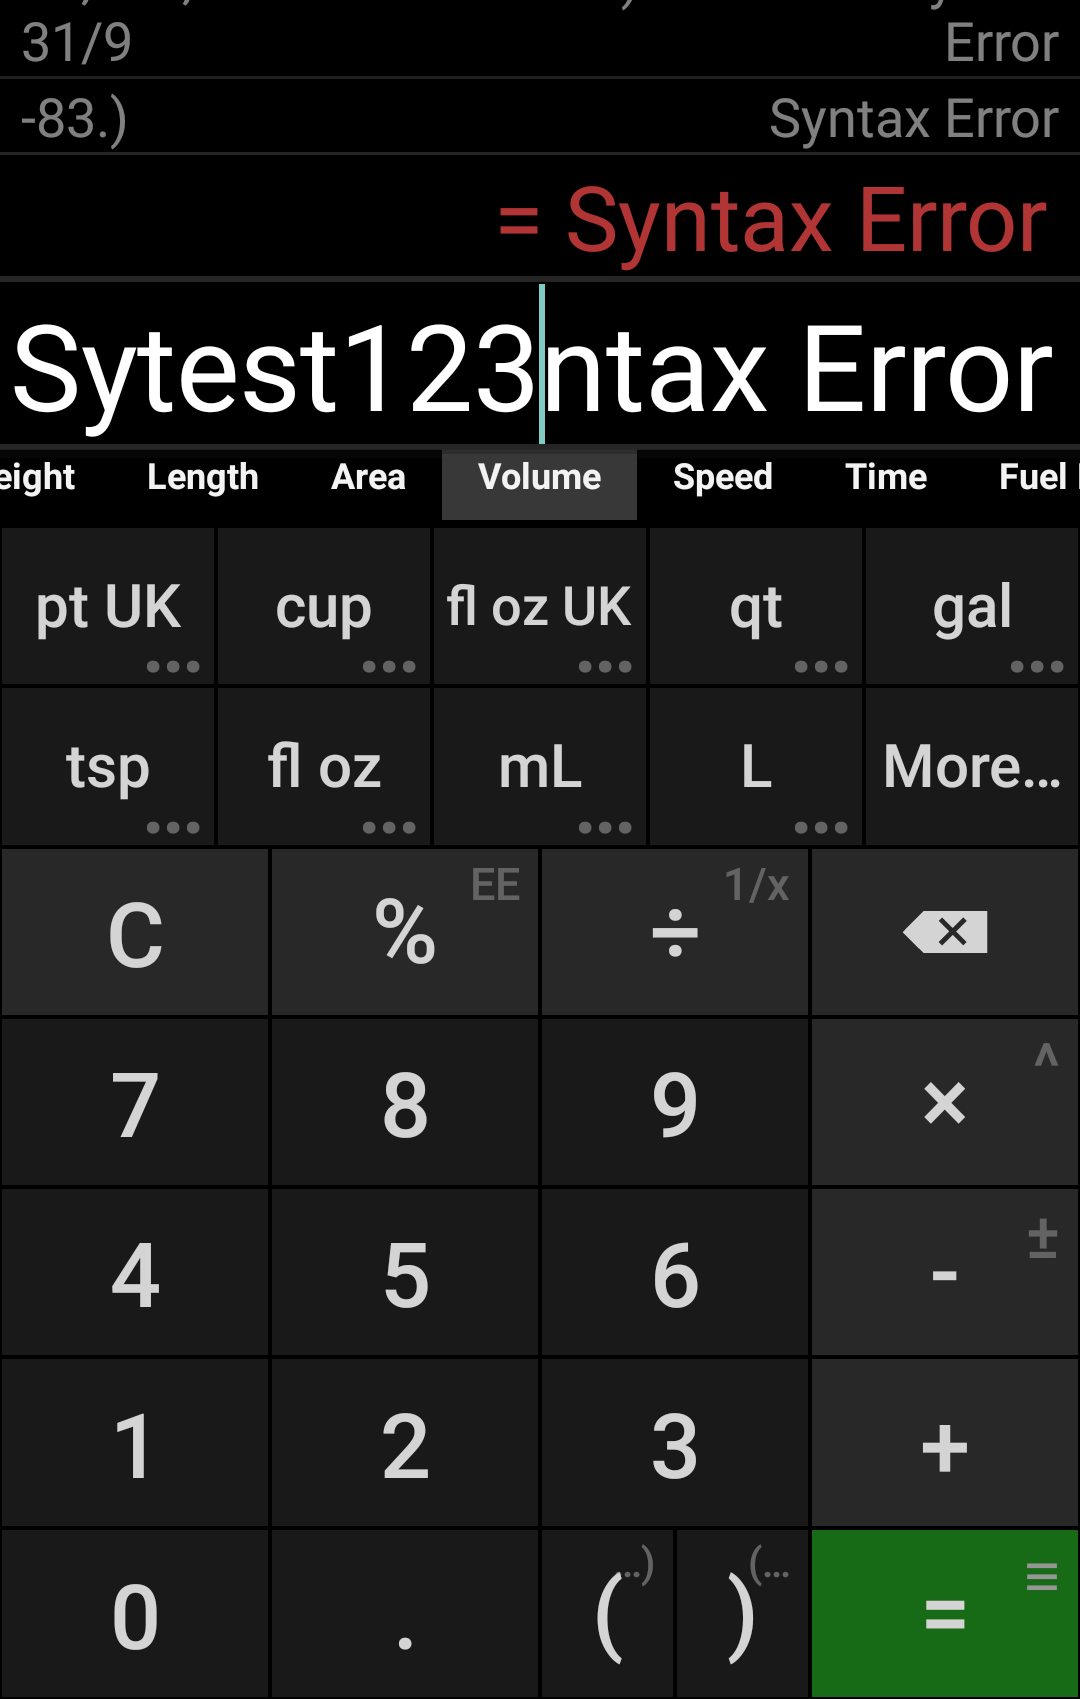 31/9 Error
-83.) Syntax Error
= Syntax Error
Sytest123ntax Error
eight Length Area Volume Speed Time Fuel
pt UK cup fl oz UK qt gal
tsp fl oz mL L More...
C % EE ÷ 1/x
7 8 9 × ^
4 5 6 - ±
1 2 3 +
0 . ( ..) ) (... = ≡